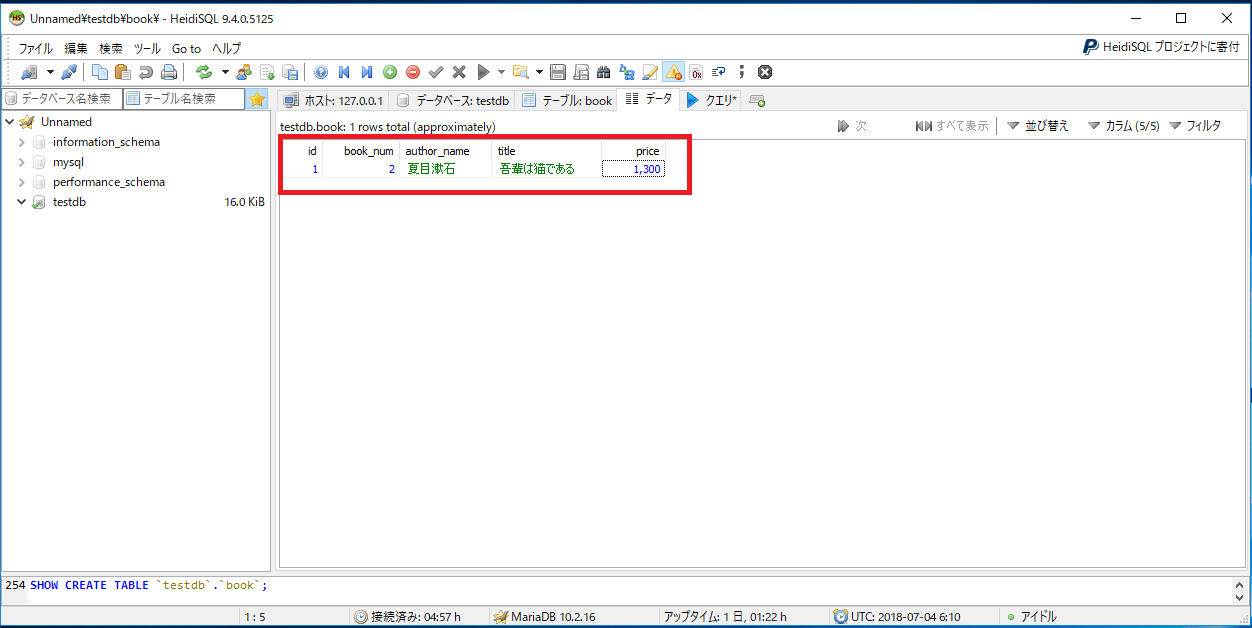 Unnamed¥testdb¥book¥ - HeidiSQL 9.4.0.5125
ファイル 編集 検索 ツール Go to ヘルプ
HeidiSQL プロジェクトに寄付
データベース名検索 テーブル名検索
ホスト: 127.0.0.1 データベース: testdb テーブル: book データ クエリ*
Unnamed
information_schema
mysql
performance_schema
testdb 16.0 KiB
testdb.book: 1 rows total (approximately) 次 すべて表示 並び替え カラム (5/5) フィルタ
id book_num author_name title price
1 2 夏目漱石 吾輩は猫である 1,300
254 SHOW CREATE TABLE `testdb`.`book`;
1 : 5 接続済み: 04:57 h MariaDB 10.2.16 アップタイム: 1 日, 01:22 h UTC: 2018-07-04 6:10 アイドル